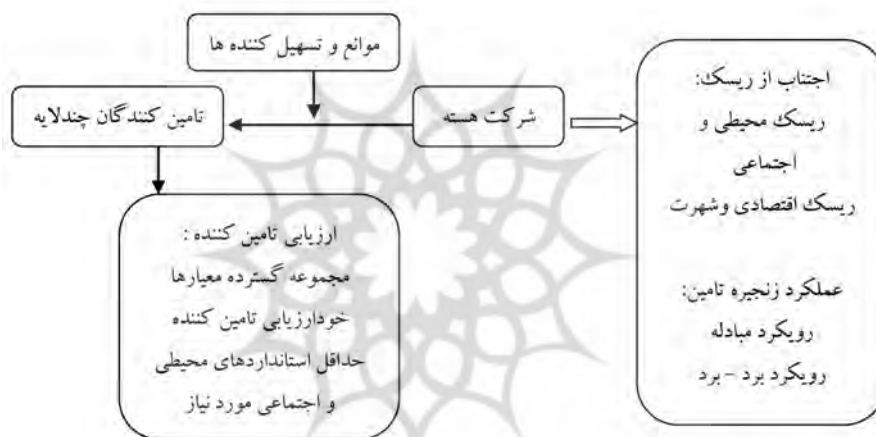 موانع و تسهیل کننده ها
شرکت هسته
تامین کنندگان چندلایه
اجتناب از ریسک:
ریسک محیطی و
اجتماعی
ریسک اقتصادی وشهرت
عملکرد زنجیره تامین:
رویکرد مبادله
رویکرد برد – برد
ارزیابی تامین کننده :
مجموعه گسترده معیارها
خودارزیابی تامین کننده
حداقل استانداردهای محیطی
و اجتماعی مورد نیاز